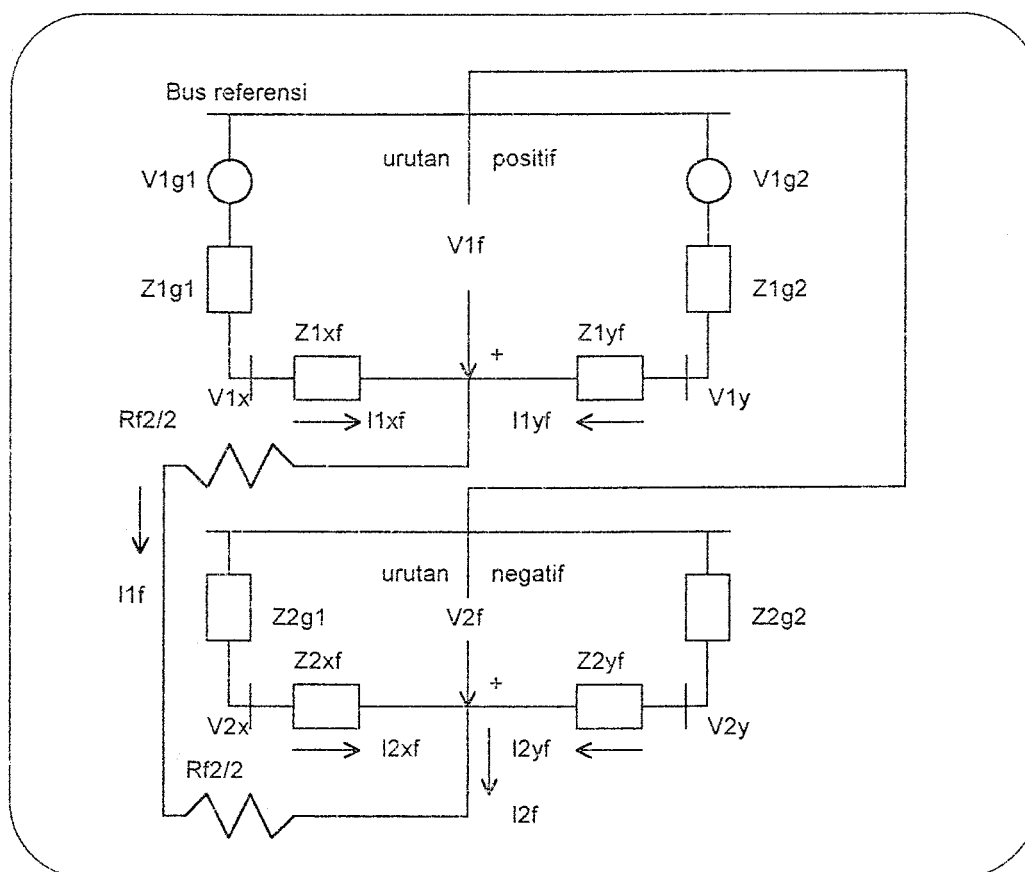 Bus referensi
urutan positif
V1g1
V1g2
V1f
Z1g1
Z1g2
Z1xf
Z1yf
+
V1x
I1xf
I1yf
V1y
Rf2/2
I1f
urutan negatif
Z2g1
V2f
Z2g2
Z2xf
Z2yf
+
V2x
I2xf
I2yf
V2y
Rf2/2
I2f